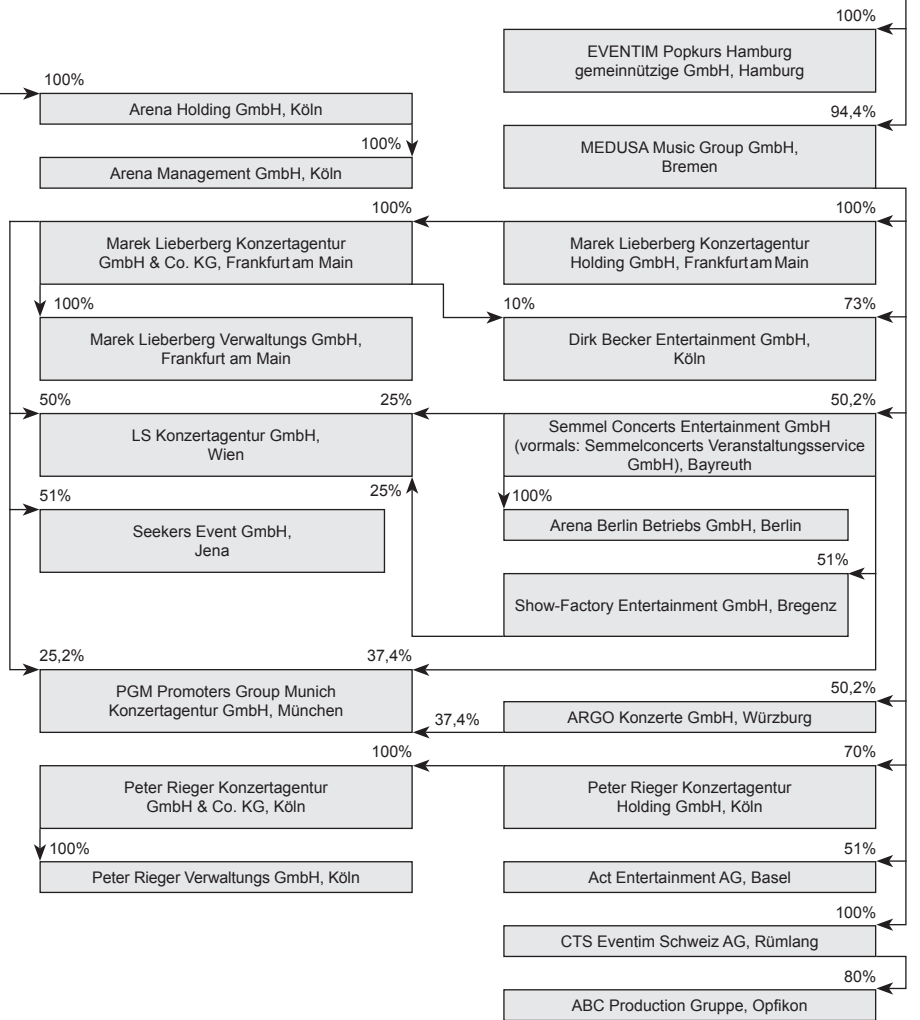 100%
EVENTIM Popkurs Hamburg
gemeinnützige GmbH, Hamburg
100%
Arena Holding GmbH, Köln
94,4%
MEDUSA Music Group GmbH,
Bremen
100%
Arena Management GmbH, Köln
100%
Marek Lieberberg Konzertagentur
GmbH & Co. KG, Frankfurt am Main
100%
Marek Lieberberg Konzertagentur
Holding GmbH, Frankfurt am Main
100%
Marek Lieberberg Verwaltungs GmbH,
Frankfurt am Main
10%
73%
Dirk Becker Entertainment GmbH,
Köln
50%
25%
LS Konzertagentur GmbH,
Wien
25%
50,2%
Semmel Concerts Entertainment GmbH
(vormals: Semmelconcerts Veranstaltungsservice
GmbH), Bayreuth
51%
Seekers Event GmbH,
Jena
100%
Arena Berlin Betriebs GmbH, Berlin
51%
Show-Factory Entertainment GmbH, Bregenz
25,2%
37,4%
PGM Promoters Group Munich
Konzertagentur GmbH, München
37,4%
50,2%
ARGO Konzerte GmbH, Würzburg
100%
Peter Rieger Konzertagentur
GmbH & Co. KG, Köln
70%
Peter Rieger Konzertagentur
Holding GmbH, Köln
100%
Peter Rieger Verwaltungs GmbH, Köln
51%
Act Entertainment AG, Basel
100%
CTS Eventim Schweiz AG, Rümlang
80%
ABC Production Gruppe, Opfikon